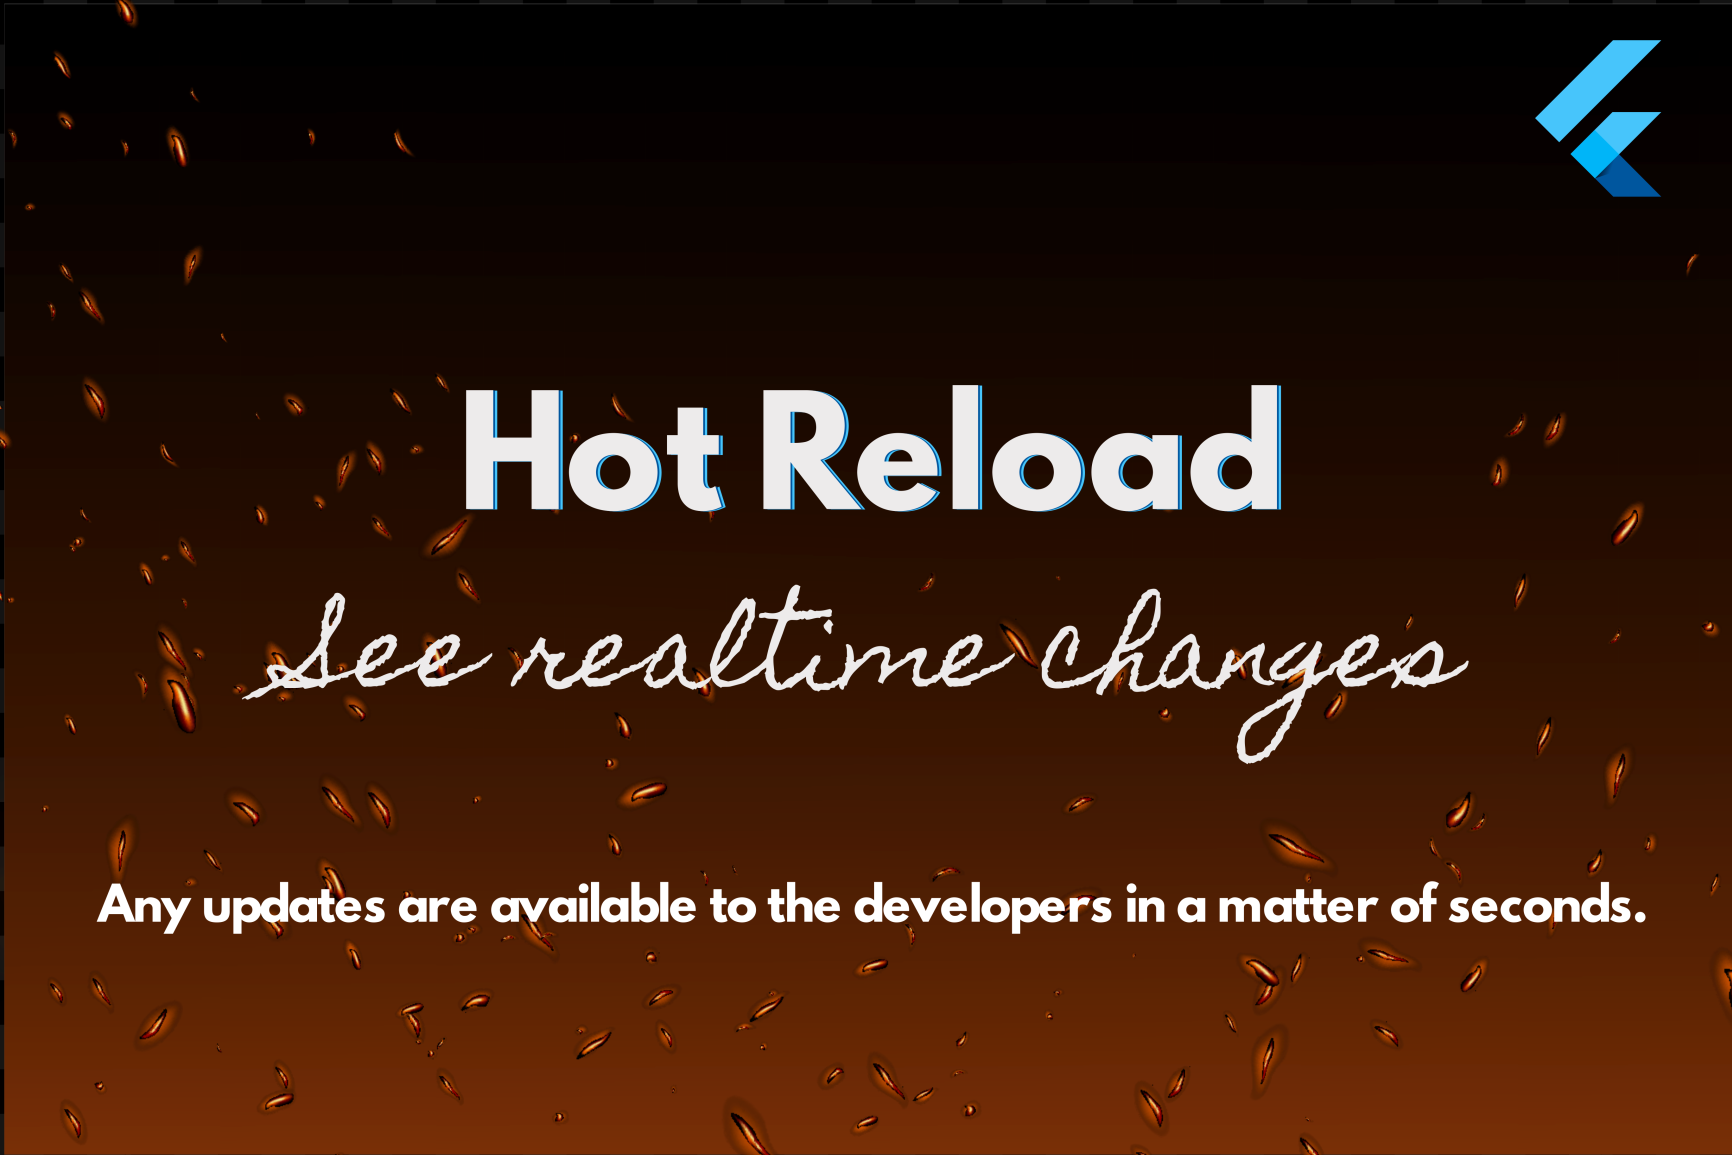 Hot Reload
See realtime changes
Any updates are available to the developers in a matter of seconds.